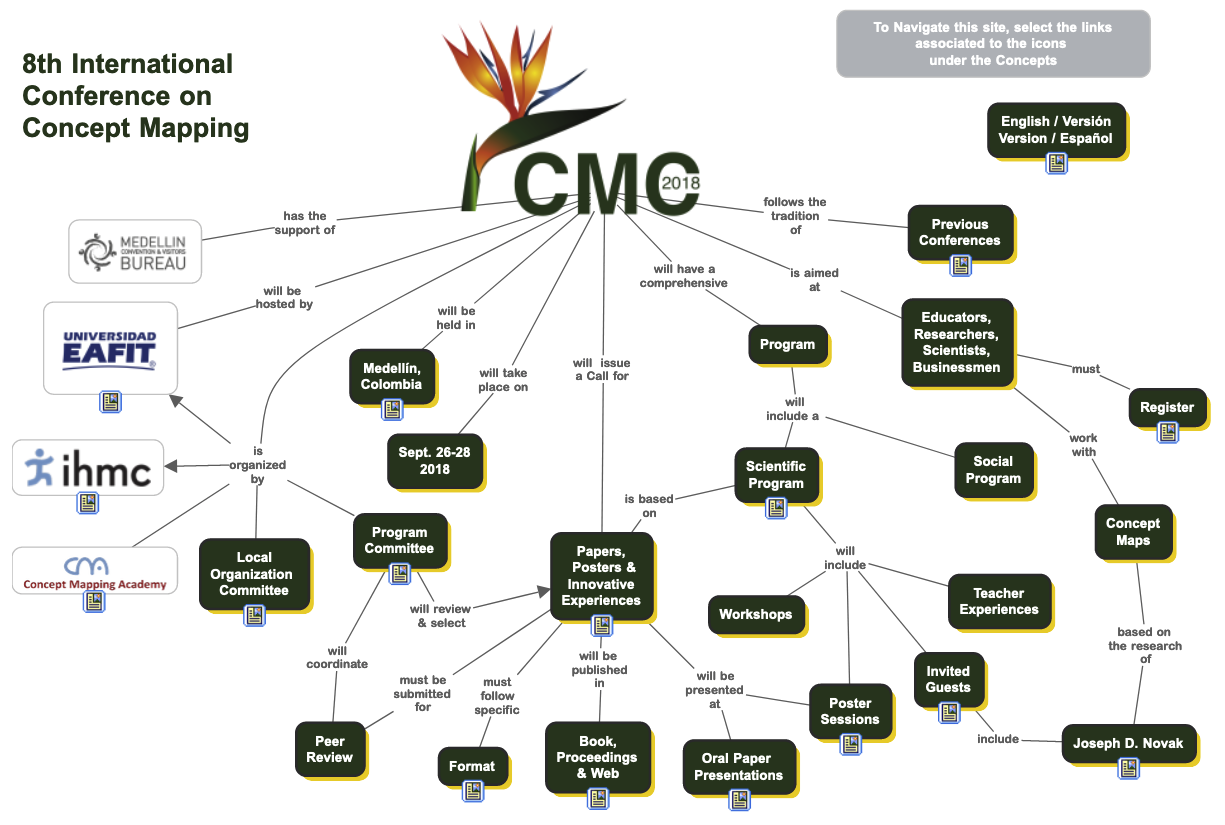 To Navigate this site, select the links
associated to the icons
under the Concepts
8th International
Conference on
Concept Mapping
English / Versión
Version / Español
CMC
2018
has the
support of
follows the
tradition
of
Previous
Conferences
MEDELLIN
CONVENTION & VISITORS
BUREAU
will be
hosted by
will be
held in
will have a
comprehensive
is aimed
at
UNIVERSIDAD
EAFIT®
Medellín,
Colombia
will take
place on
will issue
a Call for
Program
Educators,
Researchers,
Scientists,
Businessmen
must
Register
will
include a
is
organized
by
ihmc
Sept. 26-28
2018
Scientific
Program
Social
Program
work
with
is based
on
Concept
Maps
Concept Mapping Academy
Local
Organization
Committee
Program
Committee
Papers,
Posters &
Innovative
Experiences
will
include
Teacher
Experiences
Workshops
will review
& select
will
coordinate
must be
submitted
for
must
follow
specific
will be
published
in
will be
presented
at
Invited
Guests
based on
the research
of
Poster
Sessions
Peer
Review
Format
Book,
Proceedings
& Web
Oral Paper
Presentations
include
Joseph D. Novak